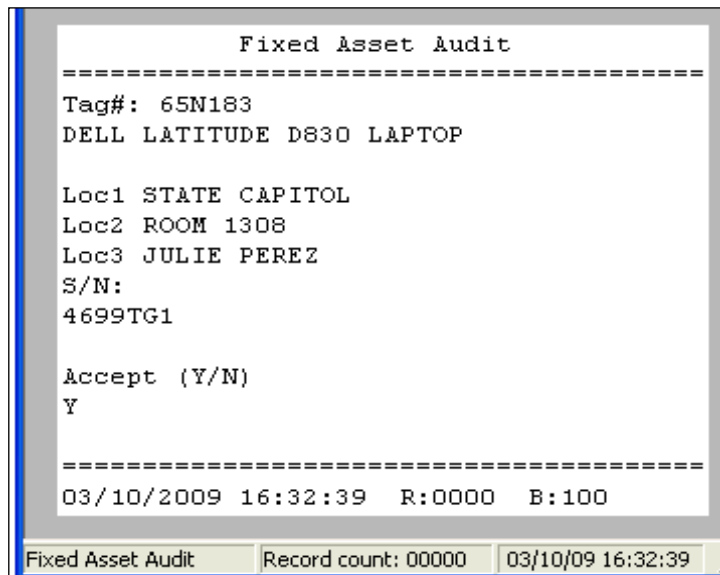 Fixed Asset Audit
========================================
Tag#: 65N183
DELL LATITUDE D830 LAPTOP
Loc1 STATE CAPITOL
Loc2 ROOM 1308
Loc3 JULIE PEREZ
S/N:
4699TG1
Accept (Y/N)
Y
========================================
03/10/2009 16:32:39 R:0000 B:100
Fixed Asset Audit Record count: 00000 03/10/09 16:32:39